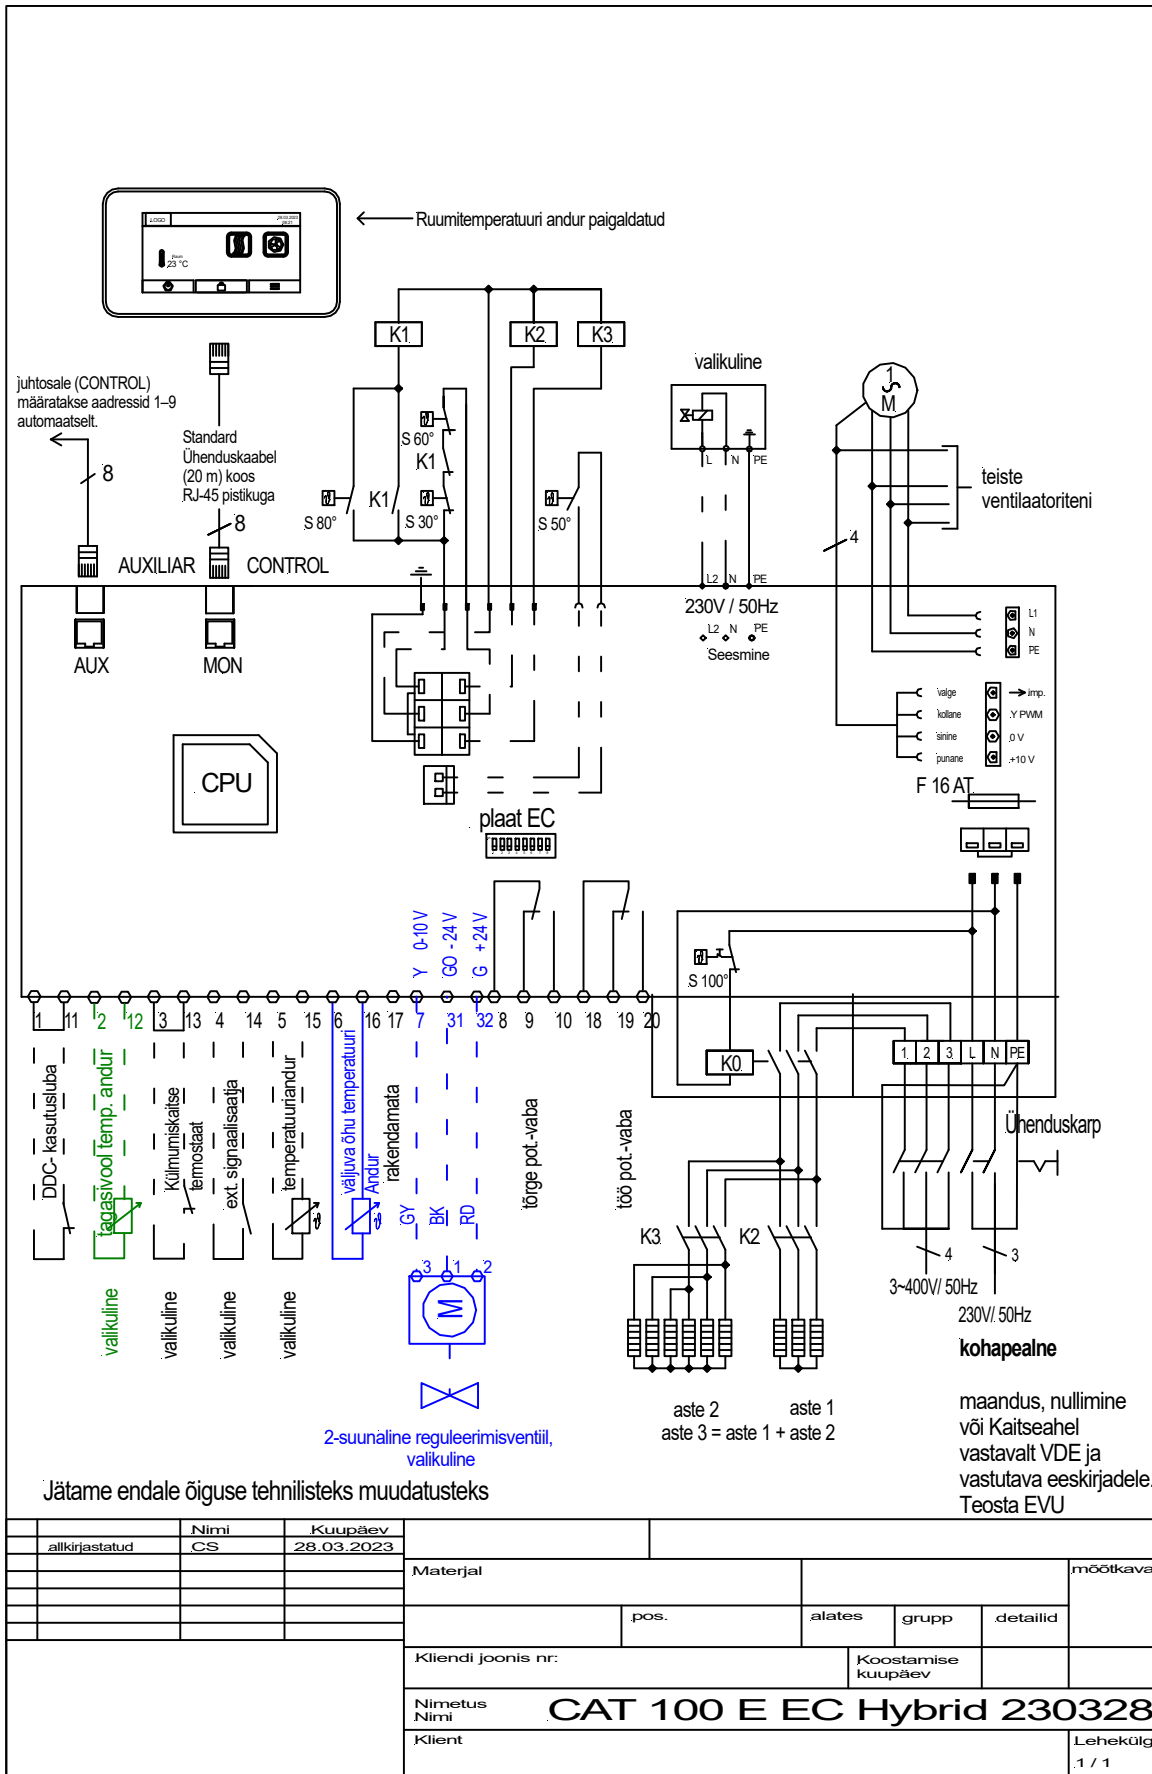 LOGO
28.03.2023
Raum
23 °C
Ruumitemperatuuri andur paigaldatud
K1
K2
K3
juhtosale (CONTROL)
määratakse aadressid 1–9
automaatselt.
8
Standard
Ühenduskaabel
(20 m) koos
RJ-45 pistikuga
8
S 60°
K1
S 80°
K1
S 30°
S 50°
valikuline
L N PE
1
M
teiste
ventilaatoriteni
4
AUXILIAR
CONTROL
AUX
MON
L2 N PE
230V / 50Hz
L2 N PE
Seesmine
L1
N
PE
valge
imp.
kollane
Y PWM
sinine
0 V
punane
+10 V
CPU
F 16 AT
plaat EC
Y 0-10 V
GO - 24 V
G + 24 V
S 100°
1 11 2 12 3 13 4 14 5 15 6 16 17 7 31 32 8 9 10 18 19 20
K0
1 2 3 L N PE
Ühenduskarp
DDC- kasutusluba
tagasivool temp. andur
Külmumiskaitse
termostaat
ext. signaalisaatja
temperatuuriandur
väljuva õhu temperatuuri
Andur
rakendamata
GY
BK
RD
tõrge pot.-vaba
töö pot.-vaba
K3
K2
4
3
3~400V/ 50Hz
230V/ 50Hz
kohapealne
3 1 2
M
valikuline
valikuline
valikuline
valikuline
aste 2
aste 1
aste 3 = aste 1 + aste 2
2-suunaline reguleerimisventiil,
valikuline
maandus, nullimine
või Kaitseahel
vastavalt VDE ja
vastutava eeskirjadele.
Teosta EVU
Jätame endale õiguse tehnilisteks muudatusteks
Nimi Kuupäev
allkirjastatud CS 28.03.2023
Materjal
mõõtkava
pos.
alates
grupp
detailid
Kliendi joonis nr:
Koostamise
kuupäev
Nimetus
Nimi
CAT 100 E EC Hybrid 230328
Klient
Lehekülg
1 / 1